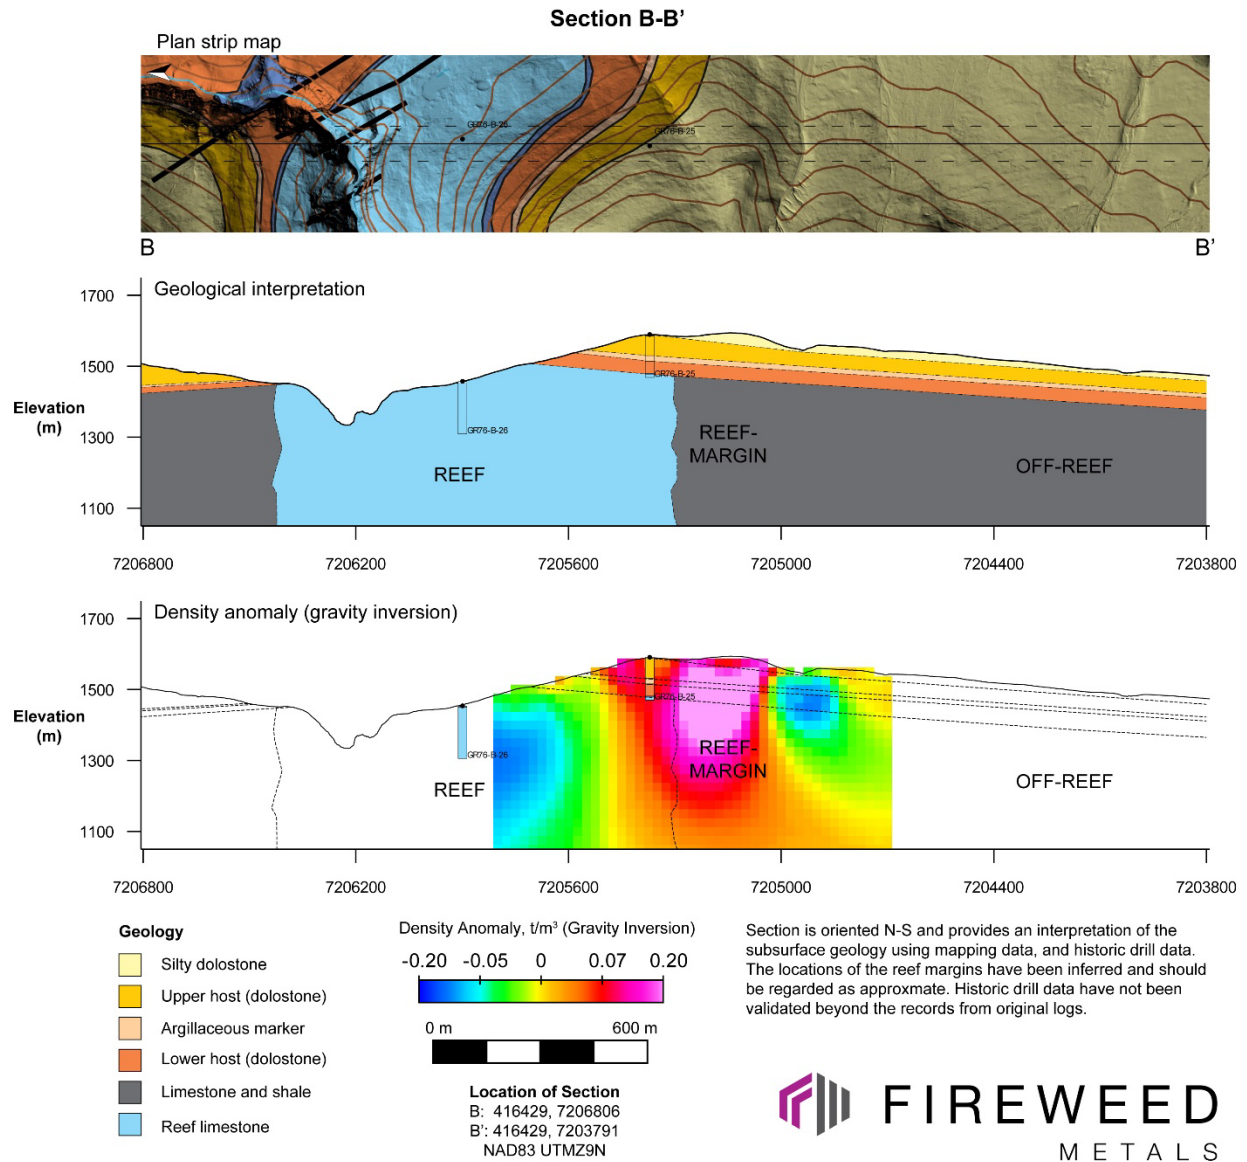 Section B-B’
Plan strip map
GR76-B-25
GR76-B-25
B
B’
Geological interpretation
1700
1500
1300
1100
Elevation
(m)
GR76-B-25
GR76-B-26
REEF
REEF-
MARGIN
OFF-REEF
7206800
7206200
7205600
7205000
7204400
7203800
Density anomaly (gravity inversion)
1700
1500
1300
1100
Elevation
(m)
GR76-B-25
GR76-B-26
REEF
REEF-
MARGIN
OFF-REEF
7206800
7206200
7205600
7205000
7204400
7203800
Geology
Silty dolostone
Upper host (dolostone)
Argillaceous marker
Lower host (dolostone)
Limestone and shale
Reef limestone
Density Anomaly, t/m³ (Gravity Inversion)
-0.20 -0.05 0 0.07 0.20
0 m 600 m
Location of Section
B: 416429, 7206806
B’: 416429, 7203791
NAD83 UTMZ9N
Section is oriented N-S and provides an interpretation of the
subsurface geology using mapping data, and historic drill data.
The locations of the reef margins have been inferred and should
be regarded as approxmate. Historic drill data have not been
validated beyond the records from original logs.
FIREWEED
METALS